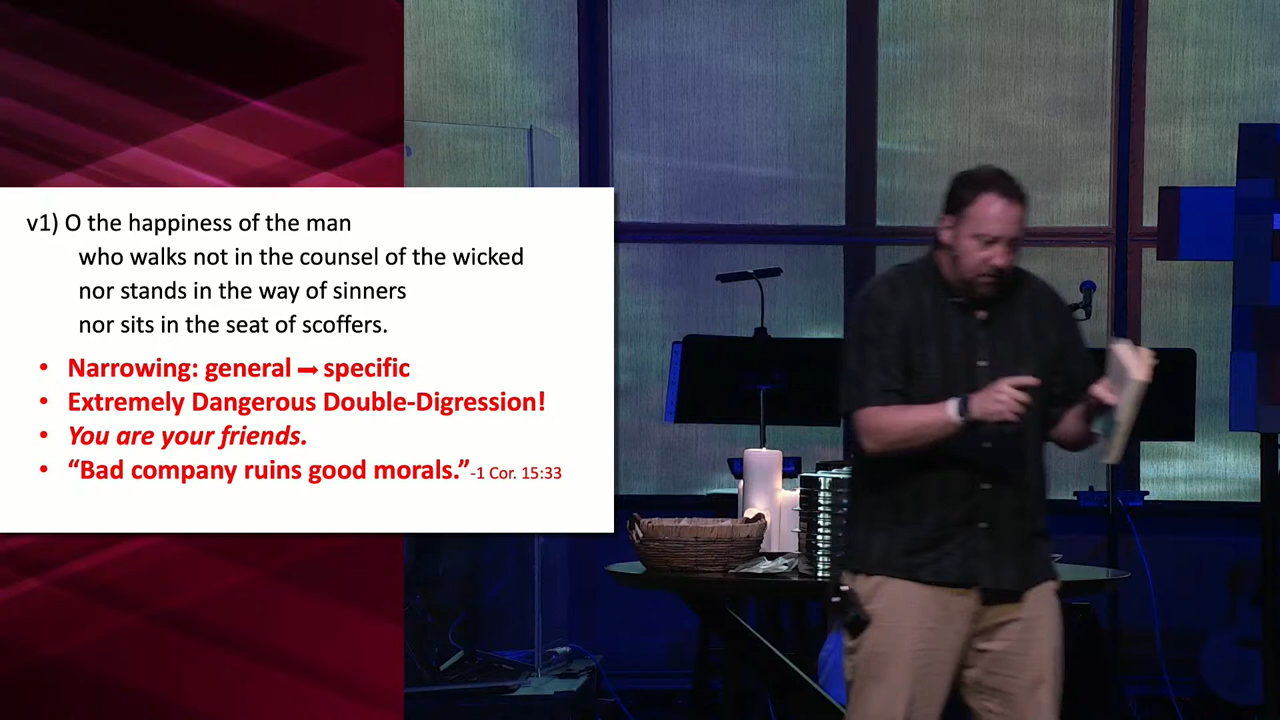 v1) O the happiness of the man
who walks not in the counsel of the wicked
nor stands in the way of sinners
nor sits in the seat of scoffers.
• Narrowing: general ➞ specific
• Extremely Dangerous Double-Digression!
• You are your friends.
• “Bad company ruins good morals.”-1 Cor. 15:33